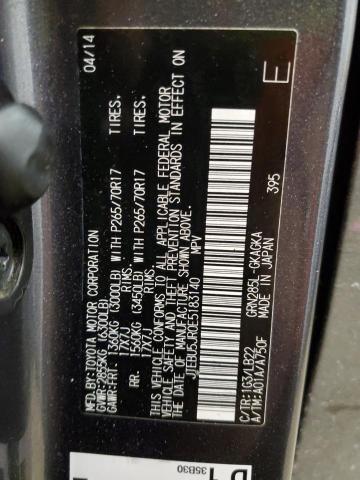 MFD.BY:TOYOTA MOTOR CORPORATION 04/14
GVWR:2855KG (6300LB)
GAWR:FR. 1360KG (3000LB) WITH P265/70R17 TIRES.
17X7J RIMS.
RR. 1560KG (3450LB) WITH P265/70R17 TIRES.
17X7J RIMS.
THIS VEHICLE CONFORMS TO ALL APPLICABLE FEDERAL MOTOR
VEHICLE SAFETY AND THEFT PREVENTION STANDARDS IN EFFECT ON
THE DATE OF MANUFACTURE SHOWN ABOVE.
JTEBU5JR0E5183140 MPV
GRN285L-GKAGKA
C/TR:1G3/LB22 395
A/TM:A01A/A750F
MADE IN JAPAN E
35B30